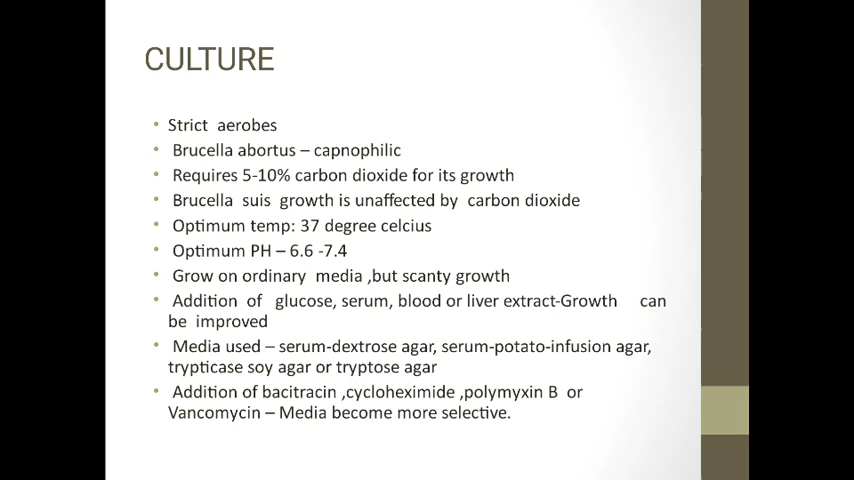 CULTURE
• Strict aerobes
• Brucella abortus – capnophilic
• Requires 5-10% carbon dioxide for its growth
• Brucella suis growth is unaffected by carbon dioxide
• Optimum temp: 37 degree celcius
• Optimum PH – 6.6 -7.4
• Grow on ordinary media ,but scanty growth
• Addition of glucose, serum, blood or liver extract-Growth can
be improved
• Media used – serum-dextrose agar, serum-potato-infusion agar,
trypticase soy agar or tryptose agar
• Addition of bacitracin ,cycloheximide ,polymyxin B or
Vancomycin – Media become more selective.